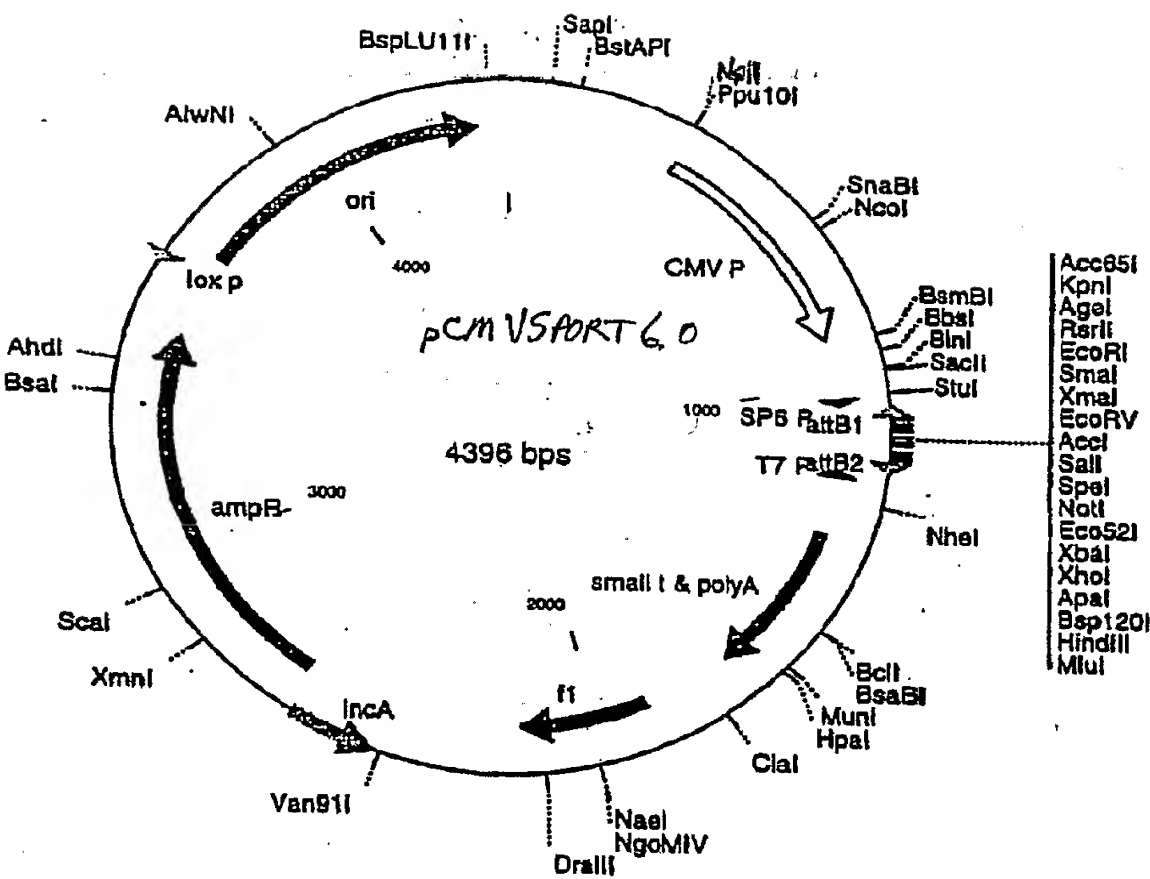 SapI
BspLU11I
BstAPI
NsiI
Ppu10I
AlwNI
SnaBI
NcoI
ori
CMV P
4000
lox p
pCMVSPORT 6,0
BsmBI
BbsI
BlnI
SacII
StuI
AhdI
BsaI
1000
SP6 P attB1
4396 bps
T7 P attB2
3000
ampR
NheI
small t & polyA
2000
ScaI
XmnI
BclI
BsaBI
MunI
HpaI
f1
incA
ClaI
Van91I
NaeI
NgoMIV
DraIII
Acc65I
KpnI
AgeI
RsrII
EcoRI
SmaI
XmaI
EcoRV
AccI
SalI
SpeI
NotI
Eco52I
XbaI
XhoI
ApaI
Bsp120I
HindIII
MluI